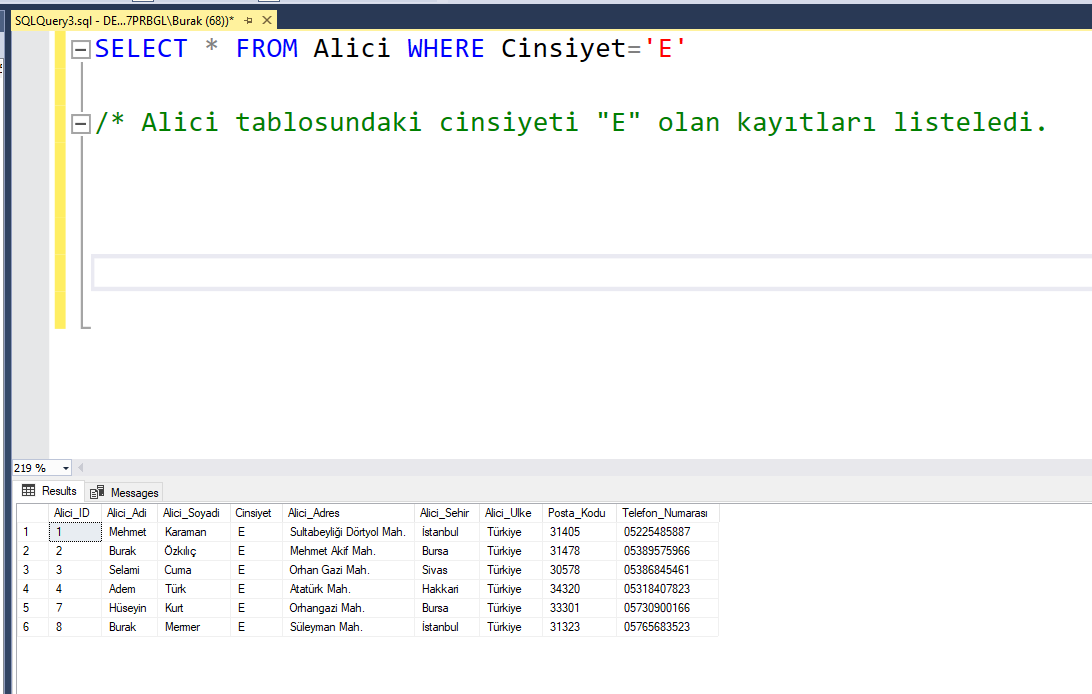 SQLQuery3.sql - DE...7PRBGL\Burak (68))*
SELECT * FROM Alici WHERE Cinsiyet='E'
/* Alici tablosundaki cinsiyeti "E" olan kayıtları listeledi.
219 %
Results Messages
Alici_ID Alici_Adi Alici_Soyadi Cinsiyet Alici_Adres Alici_Sehir Alici_Ulke Posta_Kodu Telefon_Numarası
1 1 Mehmet Karaman E Sultabeyliği Dörtyol Mah. İstanbul Türkiye 31405 05225485887
2 2 Burak Özkılıç E Mehmet Akif Mah. Bursa Türkiye 31478 05389575966
3 3 Selami Cuma E Orhan Gazi Mah. Sivas Türkiye 30578 05386845461
4 4 Adem Türk E Atatürk Mah. Hakkari Türkiye 34320 05318407823
5 7 Hüseyin Kurt E Orhangazi Mah. Bursa Türkiye 33301 05730900166
6 8 Burak Mermer E Süleyman Mah. İstanbul Türkiye 31323 05765683523